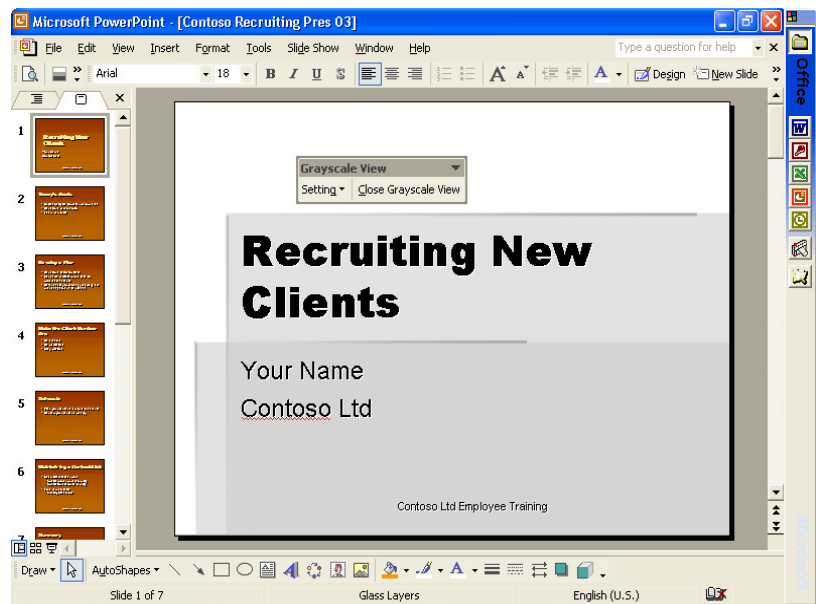 Microsoft PowerPoint - [Contoso Recruiting Pres 03]
File Edit View Insert Format Tools Slide Show Window Help Type a question for help
Arial 18 B I U S A A A Design New Slide
Office
1
Recruiting New
Clients
2
3
4
5
6
7
Grayscale View
Setting Close Grayscale View
Recruiting New
Clients
Your Name
Contoso Ltd
Contoso Ltd Employee Training
Draw AutoShapes A
Slide 1 of 7 Glass Layers English (U.S.)
Microsoft